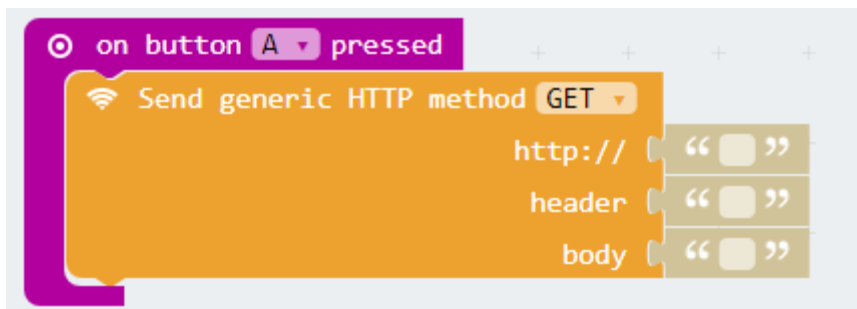 on button A pressed
Send generic HTTP method GET
http:// “ ”
header “ ”
body “ ”